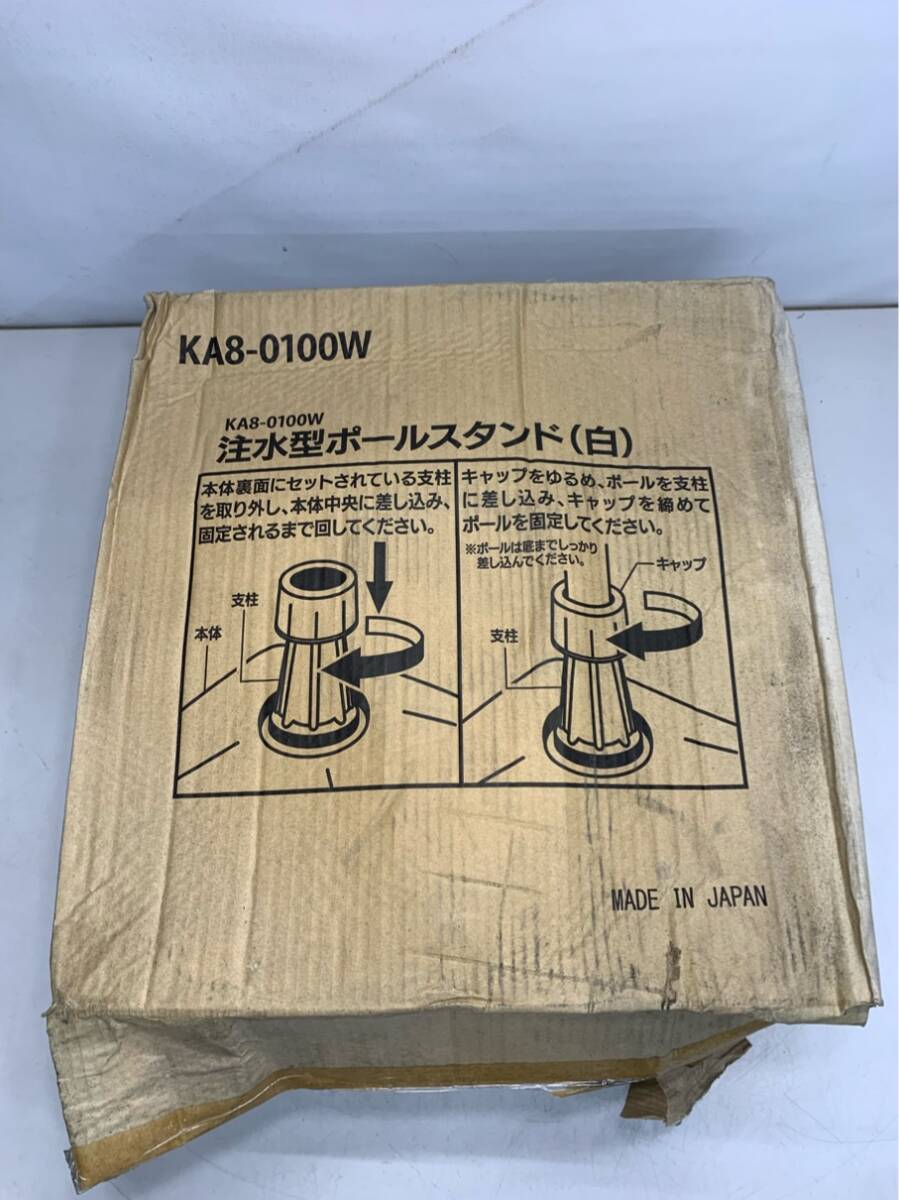 KA8-0100W
KA8-0100W
注水型ポールスタンド(白)
本体裏面にセットされている支柱
を取り外し、本体中央に差し込み、
固定されるまで回してください。
支柱
本体
キャップをゆるめ、ポールを支柱
に差し込み、キャップを締めて
ポールを固定してください。
※ポールは底までしっかり
差し込んでください。
キャップ
支柱
MADE IN JAPAN